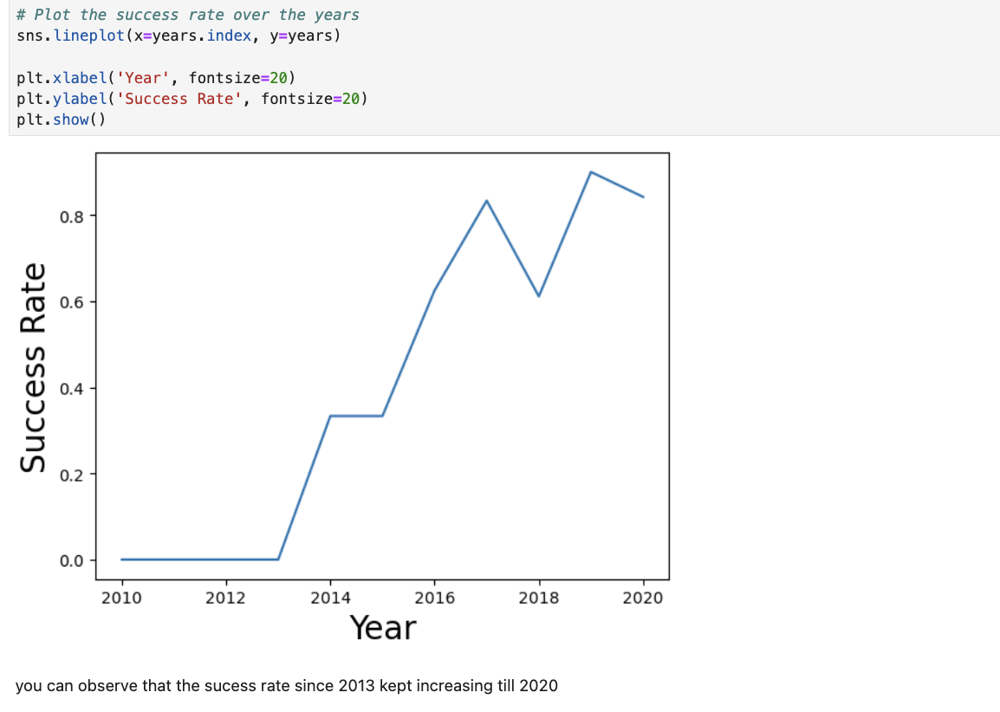 # Plot the success rate over the years
sns.lineplot(x=years.index, y=years)
plt.xlabel('Year', fontsize=20)
plt.ylabel('Success Rate', fontsize=20)
plt.show()
Success Rate
0.8
0.6
0.4
0.2
0.0
2010 2012 2014 2016 2018 2020
Year
you can observe that the sucess rate since 2013 kept increasing till 2020